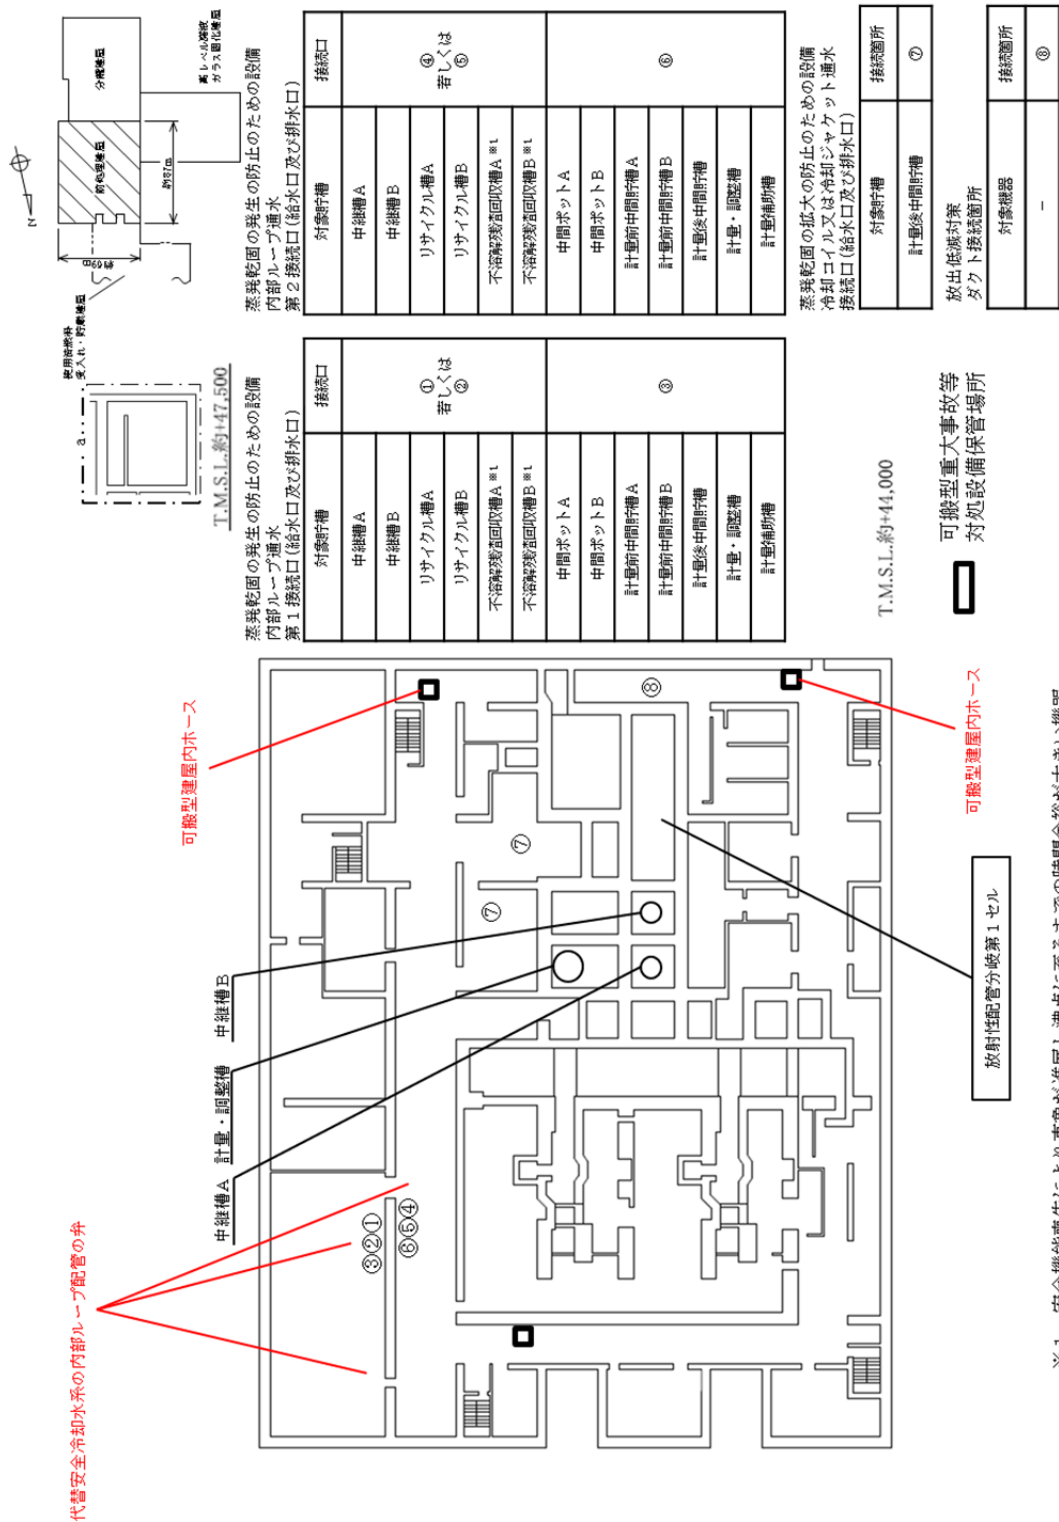 代替安全冷却水系の内部ループ配管の弁
中継槽A
計量・調整槽
中継槽B
可搬型建屋内ホース
③②①
⑥⑤④
⑦
⑦
⑧
放射性配管分岐第1セル
可搬型建屋内ホース
N
使用済燃料
受入れ・貯蔵建屋
前処理建屋
分離建屋
高レベル廃液
ガラス固化建屋
約87m
約69m
a
T.M.S.L.約+47,500
蒸発乾固の発生の防止のための設備
内部ループ通水
第1接続口(給水口及び排水口)
対象貯槽 接続口
中継槽A
中継槽B
リサイクル槽A
リサイクル槽B
不溶解残渣回収槽A※1
不溶解残渣回収槽B※1
①
若しくは
②
中間ポットA
中間ポットB
計量前中間貯槽A
計量前中間貯槽B
計量後中間貯槽
計量・調整槽
計量補助槽
③
蒸発乾固の発生の防止のための設備
内部ループ通水
第2接続口(給水口及び排水口)
対象貯槽 接続口
中継槽A
中継槽B
リサイクル槽A
リサイクル槽B
不溶解残渣回収槽A※1
不溶解残渣回収槽B※1
④
若しくは
⑤
中間ポットA
中間ポットB
計量前中間貯槽A
計量前中間貯槽B
計量後中間貯槽
計量・調整槽
計量補助槽
⑥
蒸発乾固の拡大の防止のための設備
冷却コイル又は冷却ジャケット通水
接続口(給水口及び排水口)
対象貯槽 接続箇所
計量後中間貯槽 ⑦
放出低減対策
ダクト接続箇所
対象機器 接続箇所
－ ⑧
T.M.S.L.約+44,000
可搬型重大事故等
対処設備保管場所